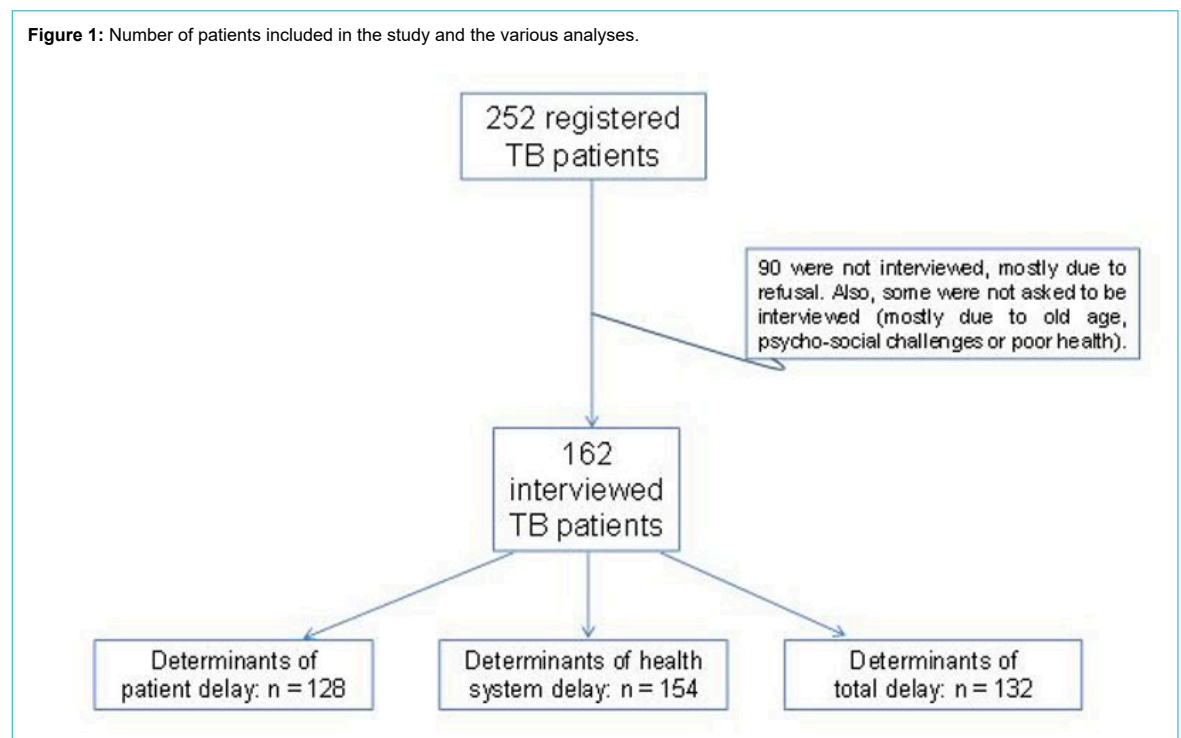 Figure 1: Number of patients included in the study and the various analyses.
252 registered
TB patients
90 were not interviewed, mostly due to
refusal. Also, some were not asked to be
interviewed (mostly due to old age,
psycho-social challenges or poor health).
162
interviewed
TB patients
Determinants of
patient delay: n = 128
Determinants of health
system delay: n = 154
Determinants of
total delay: n = 132